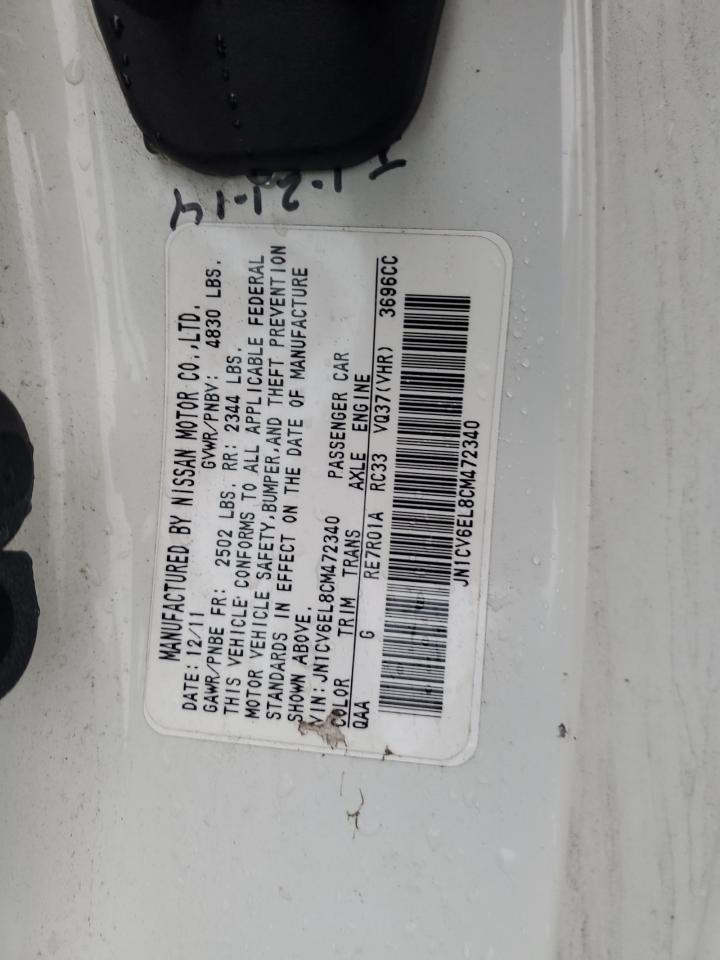 MANUFACTURED BY NISSAN MOTOR CO.,LTD.
DATE: 12/11 GVWR/PNBV: 4830 LBS.
GAWR/PNBE FR: 2502 LBS. RR: 2344 LBS.
THIS VEHICLE CONFORMS TO ALL APPLICABLE FEDERAL
MOTOR VEHICLE SAFETY,BUMPER,AND THEFT PREVENTION
STANDARDS IN EFFECT ON THE DATE OF MANUFACTURE
SHOWN ABOVE.
VIN: JN1CV6EL8CM472340 PASSENGER CAR
COLOR TRIM TRANS AXLE ENGINE
QAA G RE7R01A RC33 VQ37(VHR) 3696CC
JN1CV6EL8CM472340